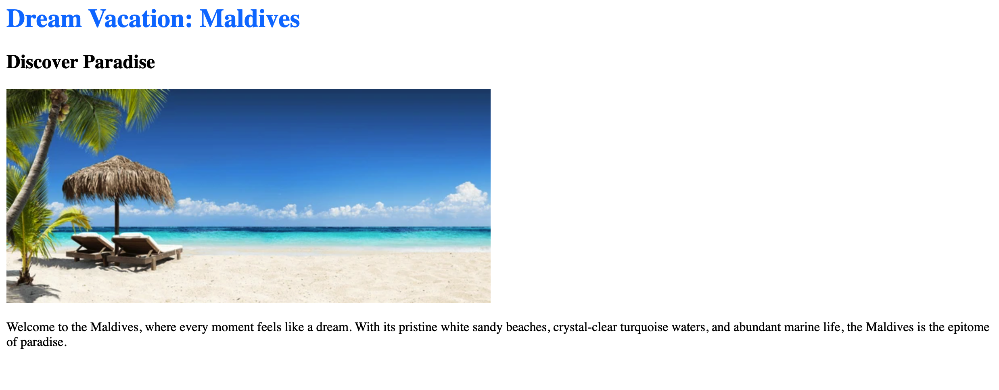 Dream Vacation: Maldives
Discover Paradise
Welcome to the Maldives, where every moment feels like a dream. With its pristine white sandy beaches, crystal-clear turquoise waters, and abundant marine life, the Maldives is the epitome
of paradise.